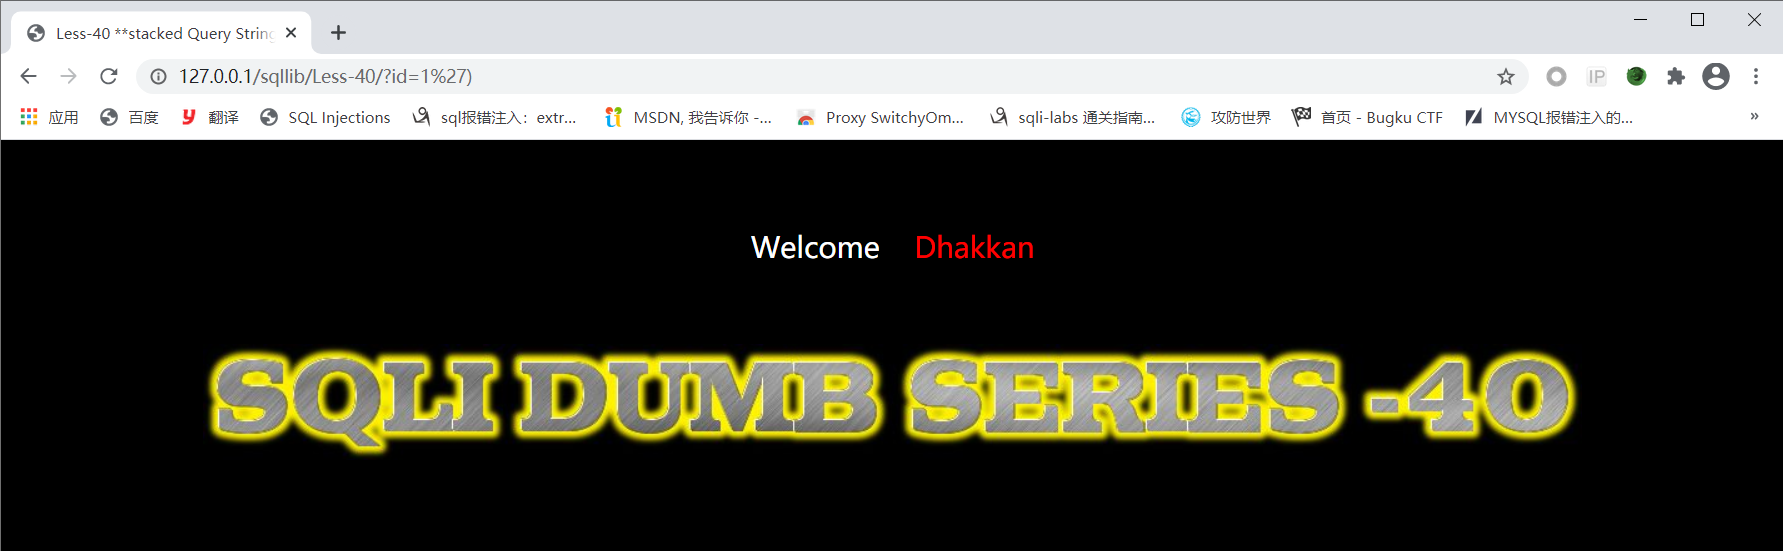 Less-40 **stacked Query String
127.0.0.1/sqllib/Less-40/?id=1%27)
IP
应用 百度 翻译 SQL Injections sql报错注入：extr... MSDN, 我告诉你 -... Proxy SwitchyOm... sqli-labs 通关指南... 攻防世界 首页 - Bugku CTF MYSQL报错注入的... »
Welcome Dhakkan
SQLI DUMB SERIES -40